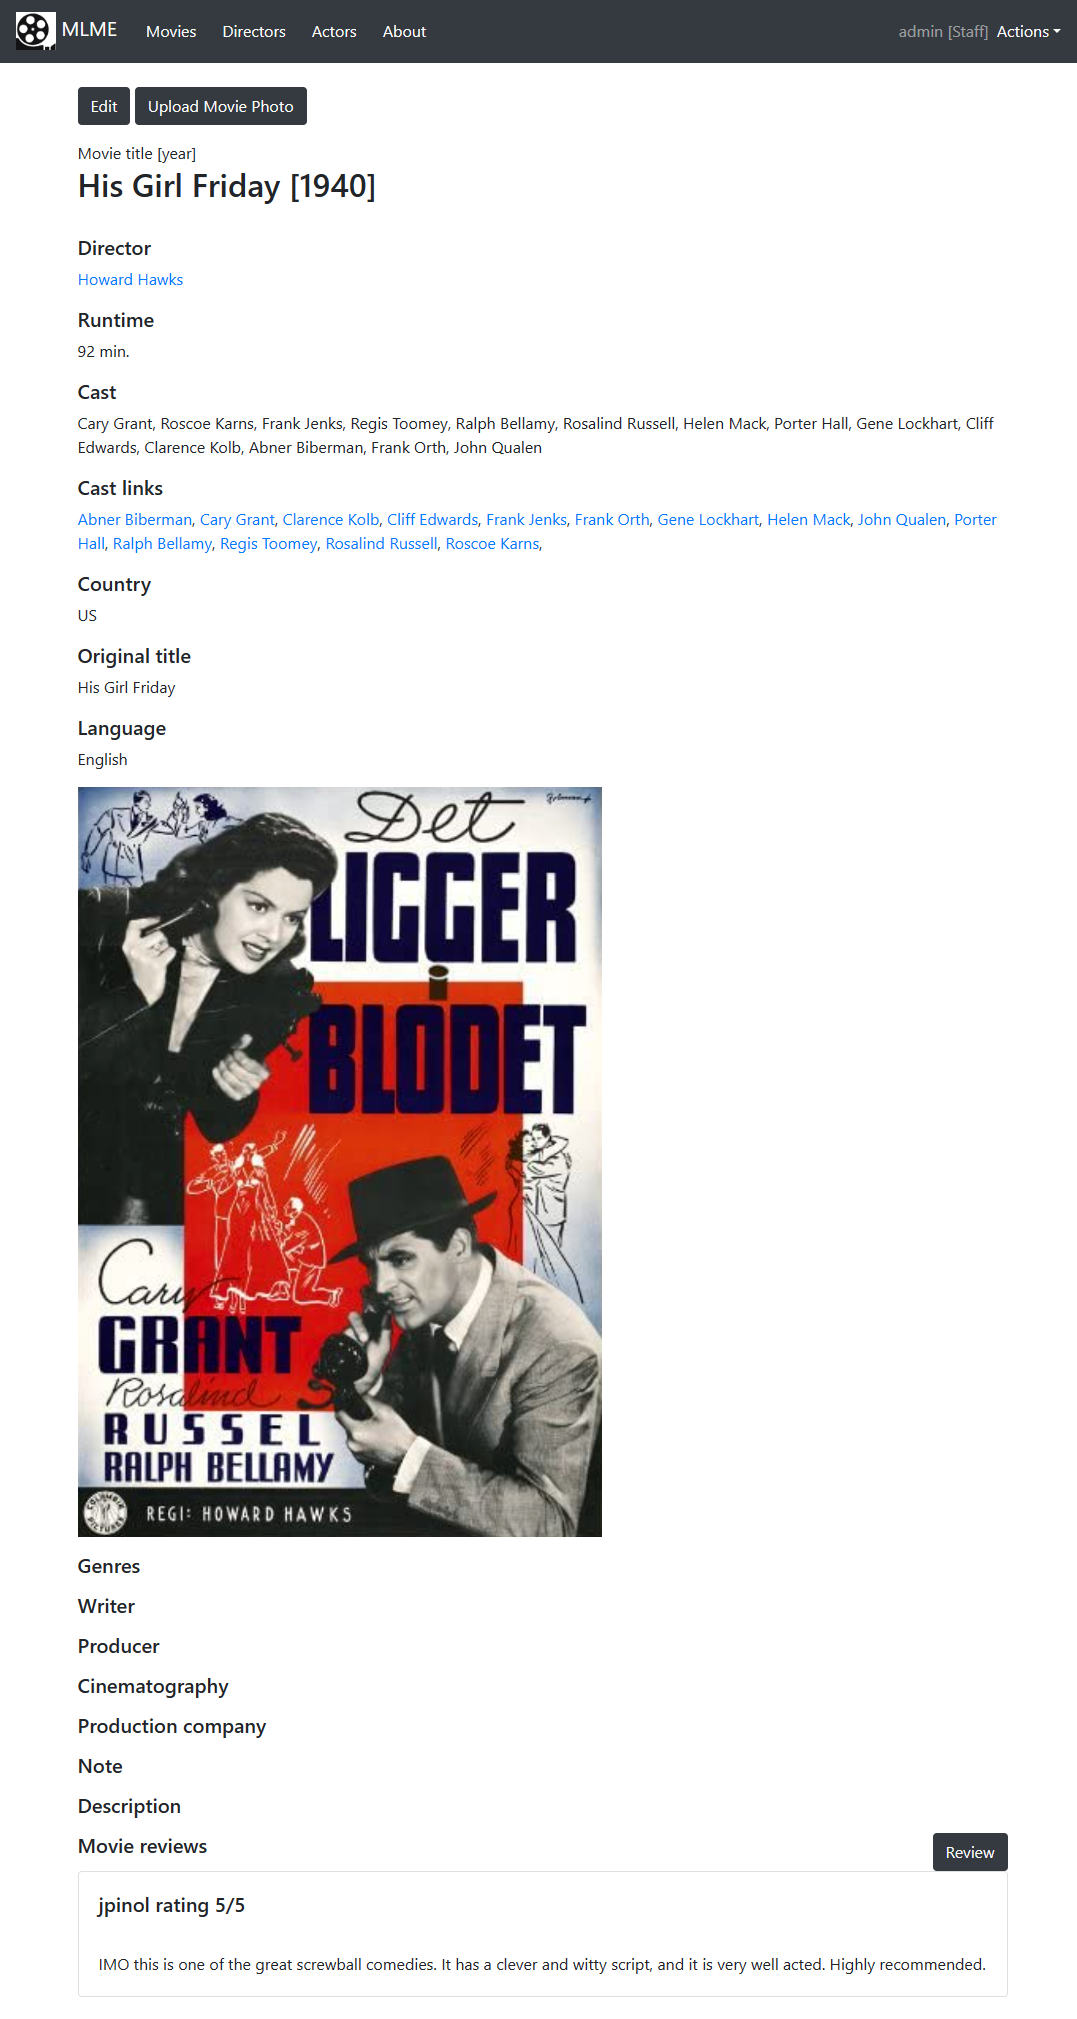 MLME Movies Directors Actors About admin [Staff] Actions
Edit Upload Movie Photo
Movie title [year]
His Girl Friday [1940]
Director
Howard Hawks
Runtime
92 min.
Cast
Cary Grant, Roscoe Karns, Frank Jenks, Regis Toomey, Ralph Bellamy, Rosalind Russell, Helen Mack, Porter Hall, Gene Lockhart, Cliff
Edwards, Clarence Kolb, Abner Biberman, Frank Orth, John Qualen
Cast links
Abner Biberman, Cary Grant, Clarence Kolb, Cliff Edwards, Frank Jenks, Frank Orth, Gene Lockhart, Helen Mack, John Qualen, Porter
Hall, Ralph Bellamy, Regis Toomey, Rosalind Russell, Roscoe Karns,
Country
US
Original title
His Girl Friday
Language
English
Det
LIGGER
BLODET
Cary
GRANT
Rosalind
RUSSEL
RALPH BELLAMY
COLUMBIA PICTURES
REGI: HOWARD HAWKS
Genres
Writer
Producer
Cinematography
Production company
Note
Description
Movie reviews
Review
jpinol rating 5/5
IMO this is one of the great screwball comedies. It has a clever and witty script, and it is very well acted. Highly recommended.